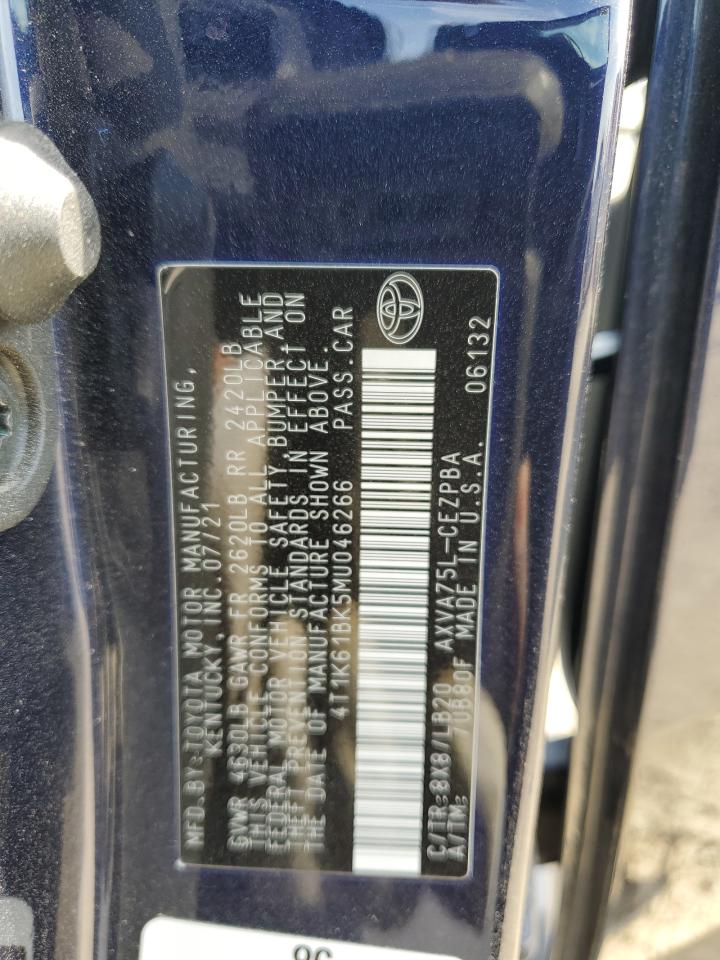 MFD.BY:TOYOTA MOTOR MANUFACTURING,
KENTUCKY, INC. 07/21
GVWR 4630LB GAWR FR 2620LB RR 2420LB
THIS VEHICLE CONFORMS TO ALL APPLICABLE
FEDERAL MOTOR VEHICLE SAFETY, BUMPER, AND
THEFT PREVENTION STANDARDS IN EFFECT ON
THE DATE OF MANUFACTURE SHOWN ABOVE.
4T1K61BK5MU046266 PASS.CAR
C/TR:8X8/LB20 AXVA75L-CEZPBA
A/TM: 70B80F MADE IN U.S.A. 06132